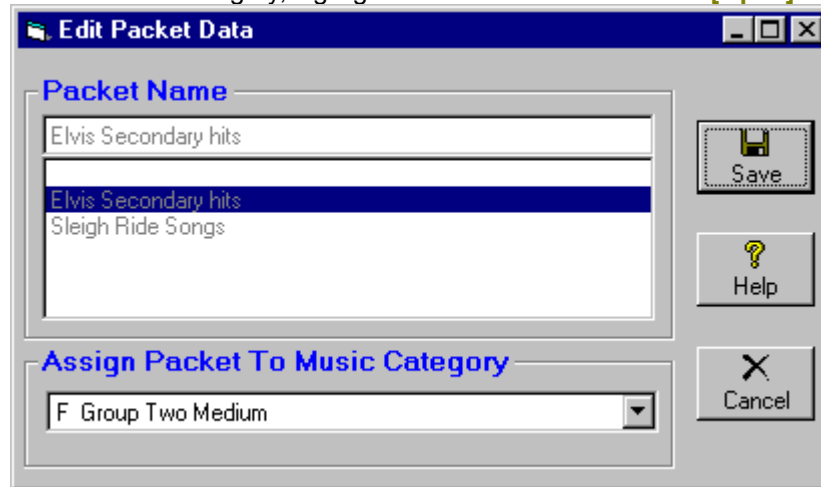 Edit Packet Data
Packet Name
Elvis Secondary hits
Elvis Secondary hits
Sleigh Ride Songs
Save
Help
Assign Packet To Music Category
F Group Two Medium
Cancel